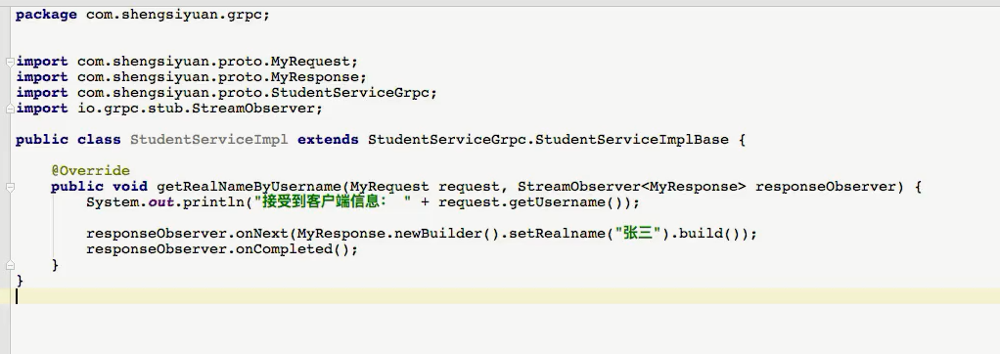 package com.shengsiyuan.grpc;
import com.shengsiyuan.proto.MyRequest;
import com.shengsiyuan.proto.MyResponse;
import com.shengsiyuan.proto.StudentServiceGrpc;
import io.grpc.stub.StreamObserver;
public class StudentServiceImpl extends StudentServiceGrpc.StudentServiceImplBase {
@Override
public void getRealNameByUsername(MyRequest request, StreamObserver<MyResponse> responseObserver) {
System.out.println("接受到客户端信息： " + request.getUsername());
responseObserver.onNext(MyResponse.newBuilder().setRealname("张三").build());
responseObserver.onCompleted();
}
}